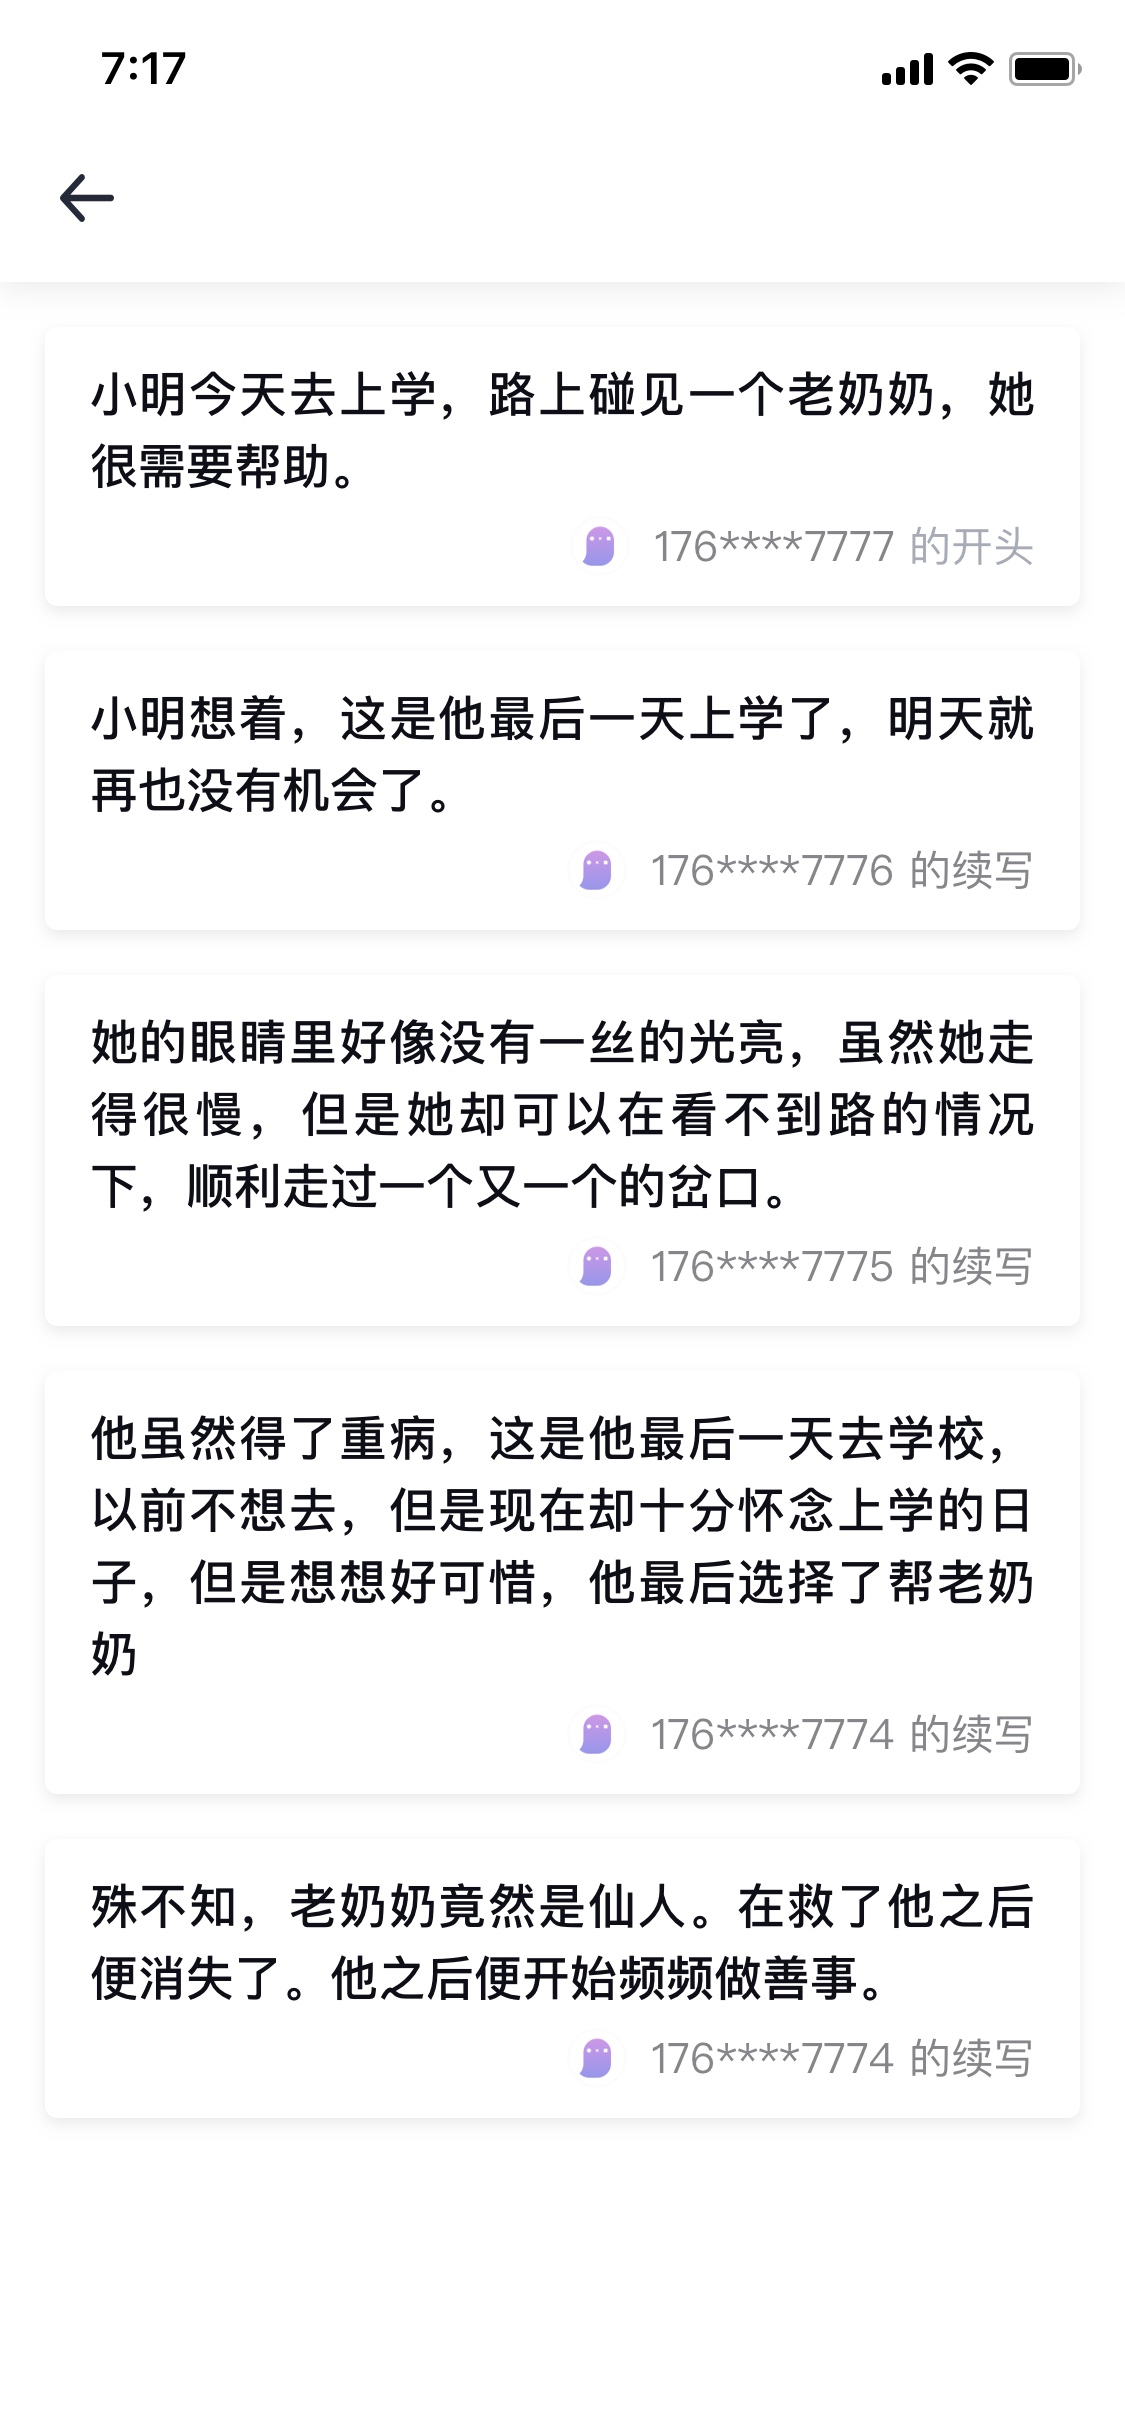 7:17
小明今天去上学，路上碰见一个老奶奶，她
很需要帮助。
176****7777 的开头
小明想着，这是他最后一天上学了，明天就
再也没有机会了。
176****7776 的续写
她的眼睛里好像没有一丝的光亮，虽然她走
得很慢，但是她却可以在看不到路的情况
下，顺利走过一个又一个的岔口。
176****7775 的续写
他虽然得了重病，这是他最后一天去学校，
以前不想去，但是现在却十分怀念上学的日
子，但是想想好可惜，他最后选择了帮老奶
奶
176****7774 的续写
殊不知，老奶奶竟然是仙人。在救了他之后
便消失了。他之后便开始频频做善事。
176****7774 的续写